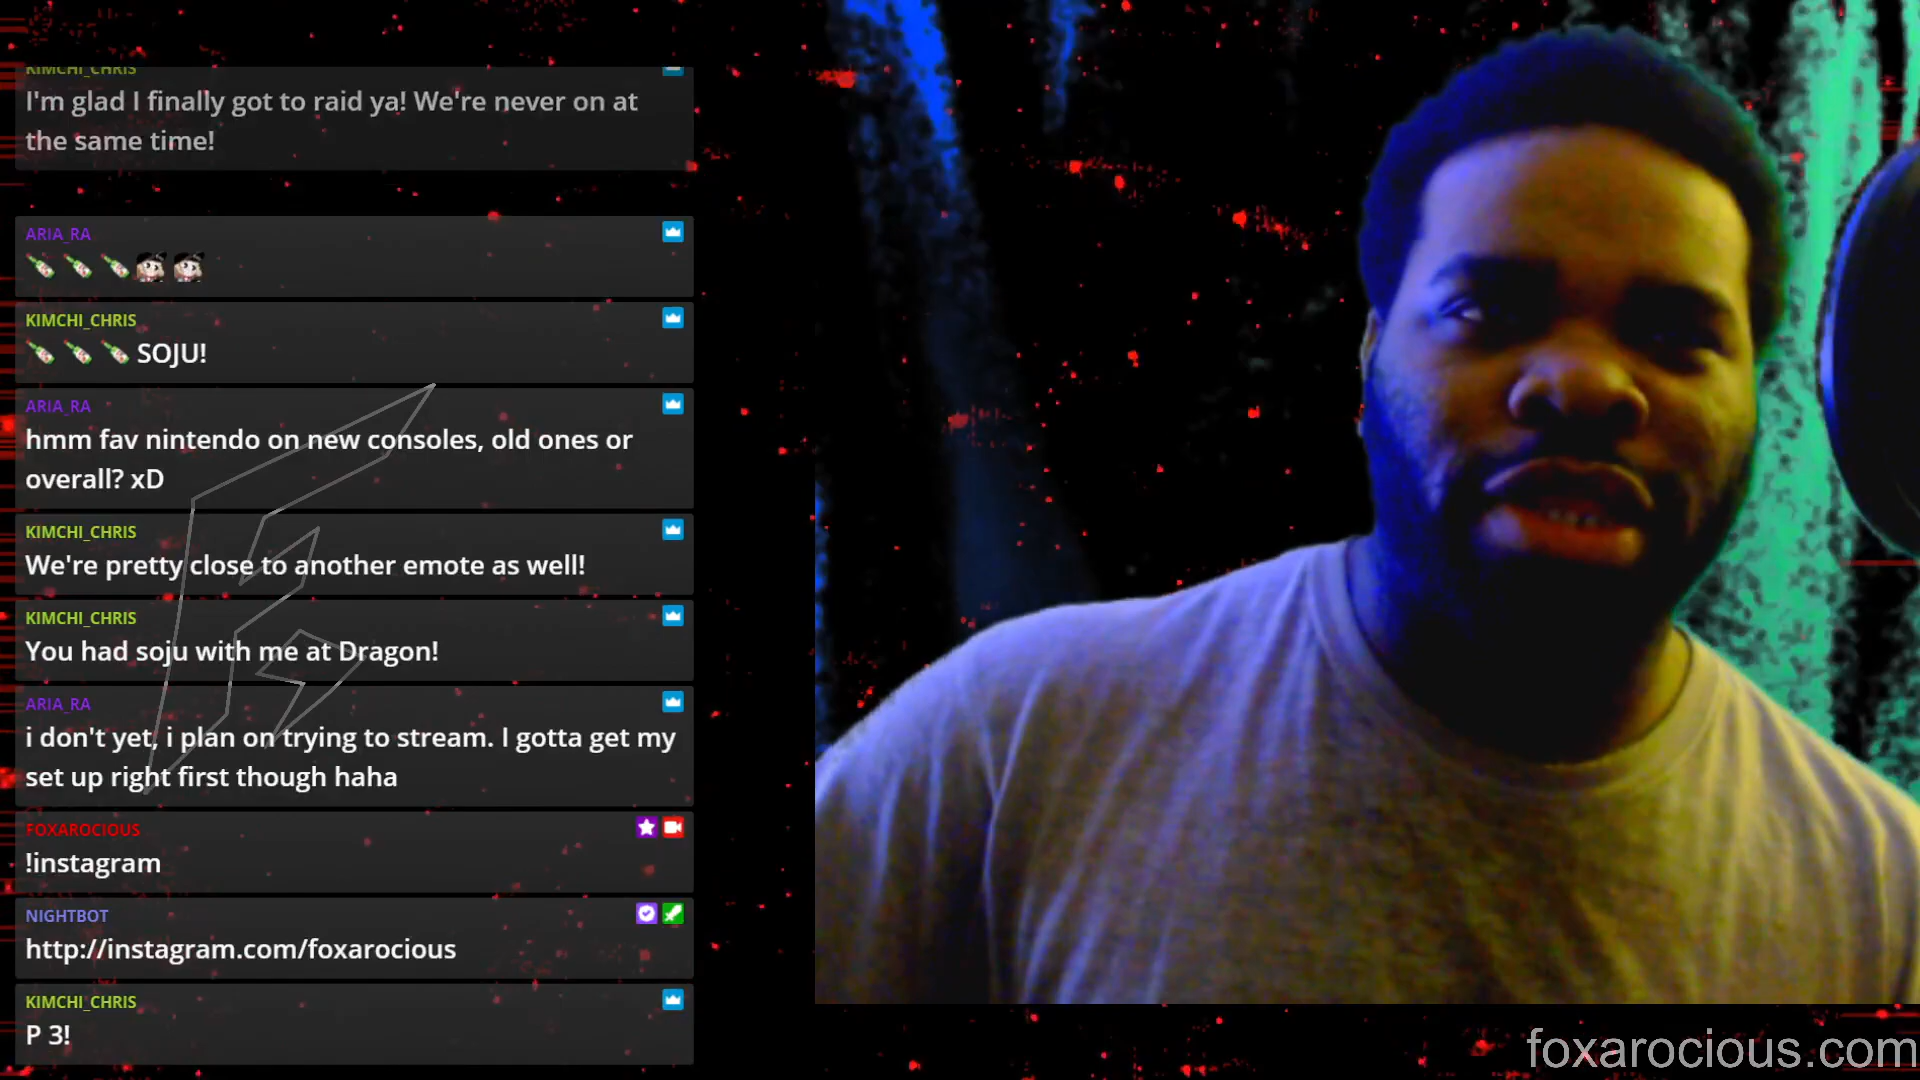 KIMCHI_CHRIS
I'm glad I finally got to raid ya! We're never on at
the same time!
ARIA_RA
KIMCHI_CHRIS
SOJU!
ARIA_RA
hmm fav nintendo on new consoles, old ones or
overall? xD
KIMCHI_CHRIS
We're pretty close to another emote as well!
KIMCHI_CHRIS
You had soju with me at Dragon!
ARIA_RA
i don't yet, i plan on trying to stream. I gotta get my
set up right first though haha
FOXAROCIOUS
!instagram
NIGHTBOT
http://instagram.com/foxarocious
KIMCHI_CHRIS
P 3!
foxarocious.com